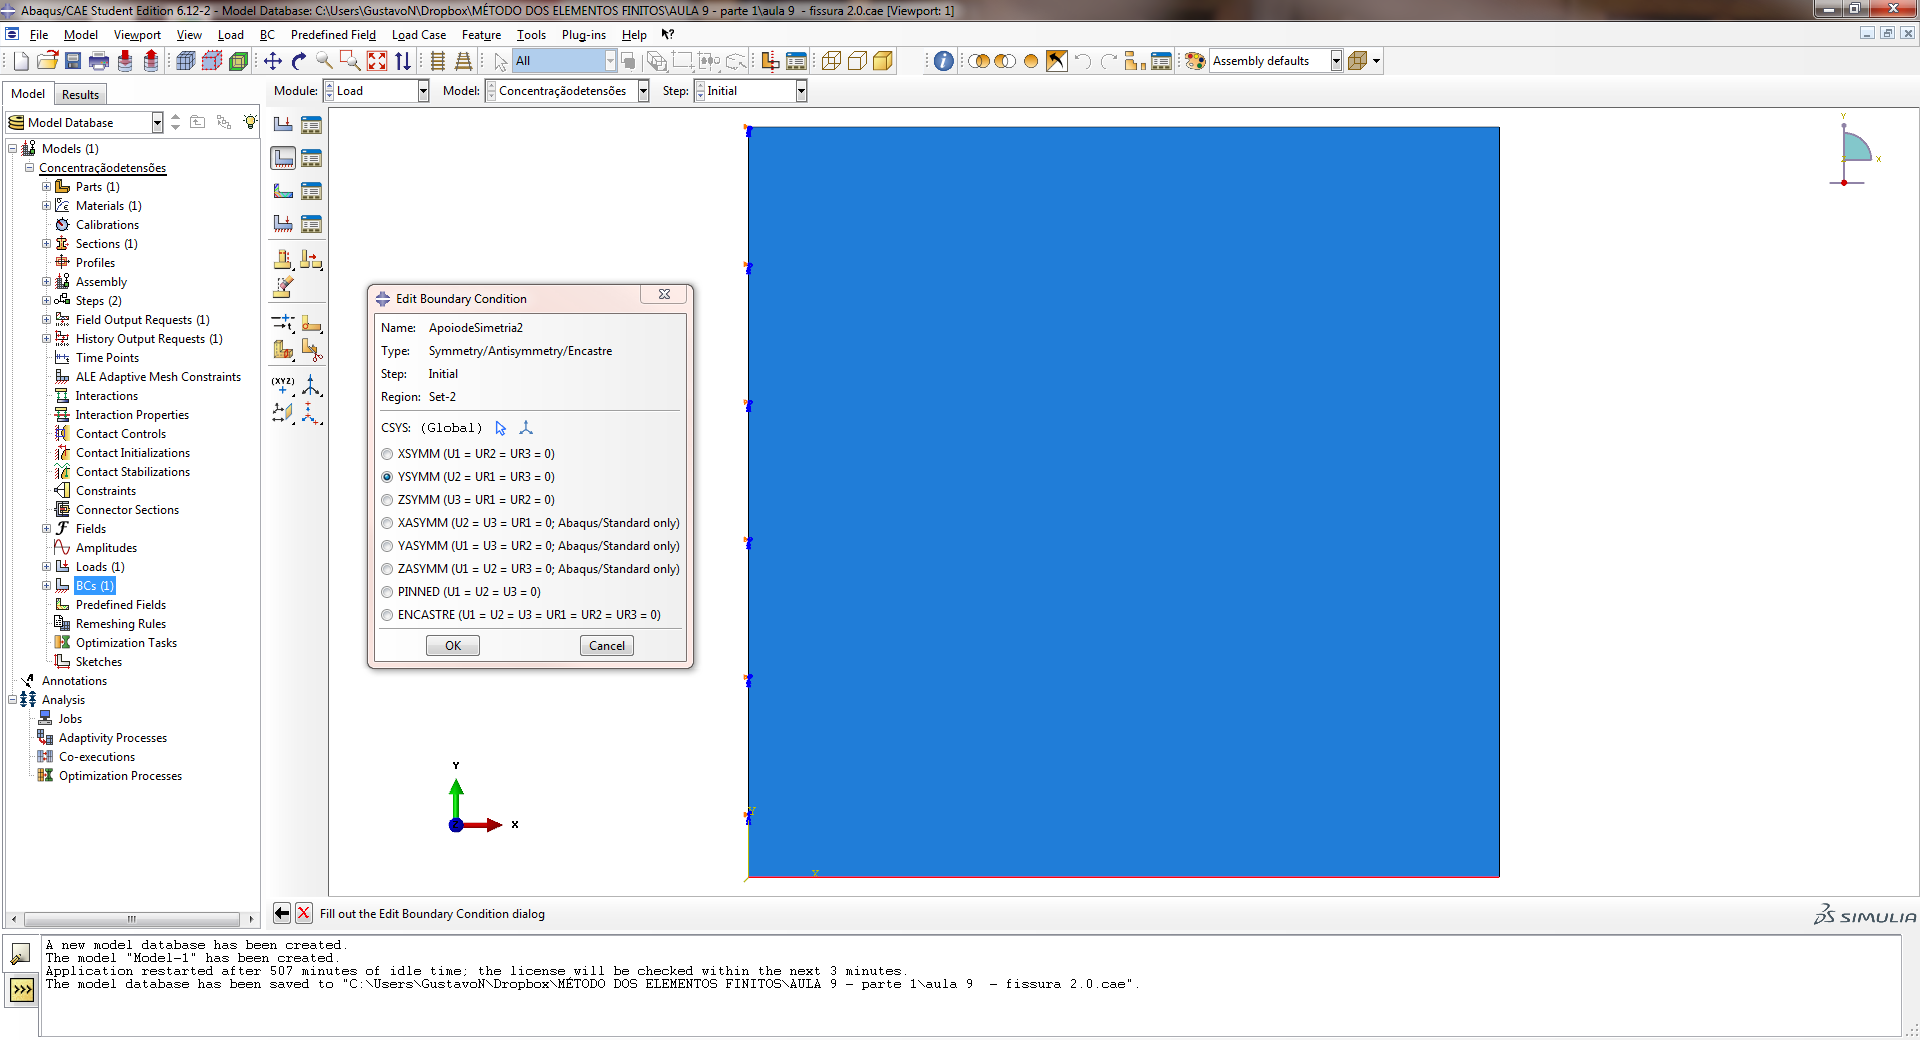 Abaqus/CAE Student Edition 6.12-2 - Model Database: C:\Users\GustavoN\Dropbox\MÉTODO DOS ELEMENTOS FINITOS\AULA 9 - parte 1\aula 9  - fissura 2.0.cae [Viewport: 1]
File Model Viewport View Load BC Predefined Field Load Case Feature Tools Plug-ins Help
All
Assembly defaults
Model Results
Module: Load Model: Concentraçãodetensões Step: Initial
Model Database
Models (1)
Concentraçãodetensões
Parts (1)
Materials (1)
Calibrations
Sections (1)
Profiles
Assembly
Steps (2)
Field Output Requests (1)
History Output Requests (1)
Time Points
ALE Adaptive Mesh Constraints
Interactions
Interaction Properties
Contact Controls
Contact Initializations
Contact Stabilizations
Constraints
Connector Sections
Fields
Amplitudes
Loads (1)
BCs (1)
Predefined Fields
Remeshing Rules
Optimization Tasks
Sketches
Annotations
Analysis
Jobs
Adaptivity Processes
Co-executions
Optimization Processes
(XYZ)
Edit Boundary Condition
Name: ApoiodeSimetria2
Type: Symmetry/Antisymmetry/Encastre
Step: Initial
Region: Set-2
CSYS: (Global)
XSYMM (U1 = UR2 = UR3 = 0)
YSYMM (U2 = UR1 = UR3 = 0)
ZSYMM (U3 = UR1 = UR2 = 0)
XASYMM (U2 = U3 = UR1 = 0; Abaqus/Standard only)
YASYMM (U1 = U3 = UR2 = 0; Abaqus/Standard only)
ZASYMM (U1 = U2 = UR3 = 0; Abaqus/Standard only)
PINNED (U1 = U2 = U3 = 0)
ENCASTRE (U1 = U2 = U3 = UR1 = UR2 = UR3 = 0)
OK Cancel
Y
X
Y
X
Y
X
Fill out the Edit Boundary Condition dialog
SIMULIA
A new model database has been created.
The model "Model-1" has been created.
Application restarted after 507 minutes of idle time; the license will be checked within the next 3 minutes.
The model database has been saved to "C:\Users\GustavoN\Dropbox\MÉTODO DOS ELEMENTOS FINITOS\AULA 9 - parte 1\aula 9  - fissura 2.0.cae".